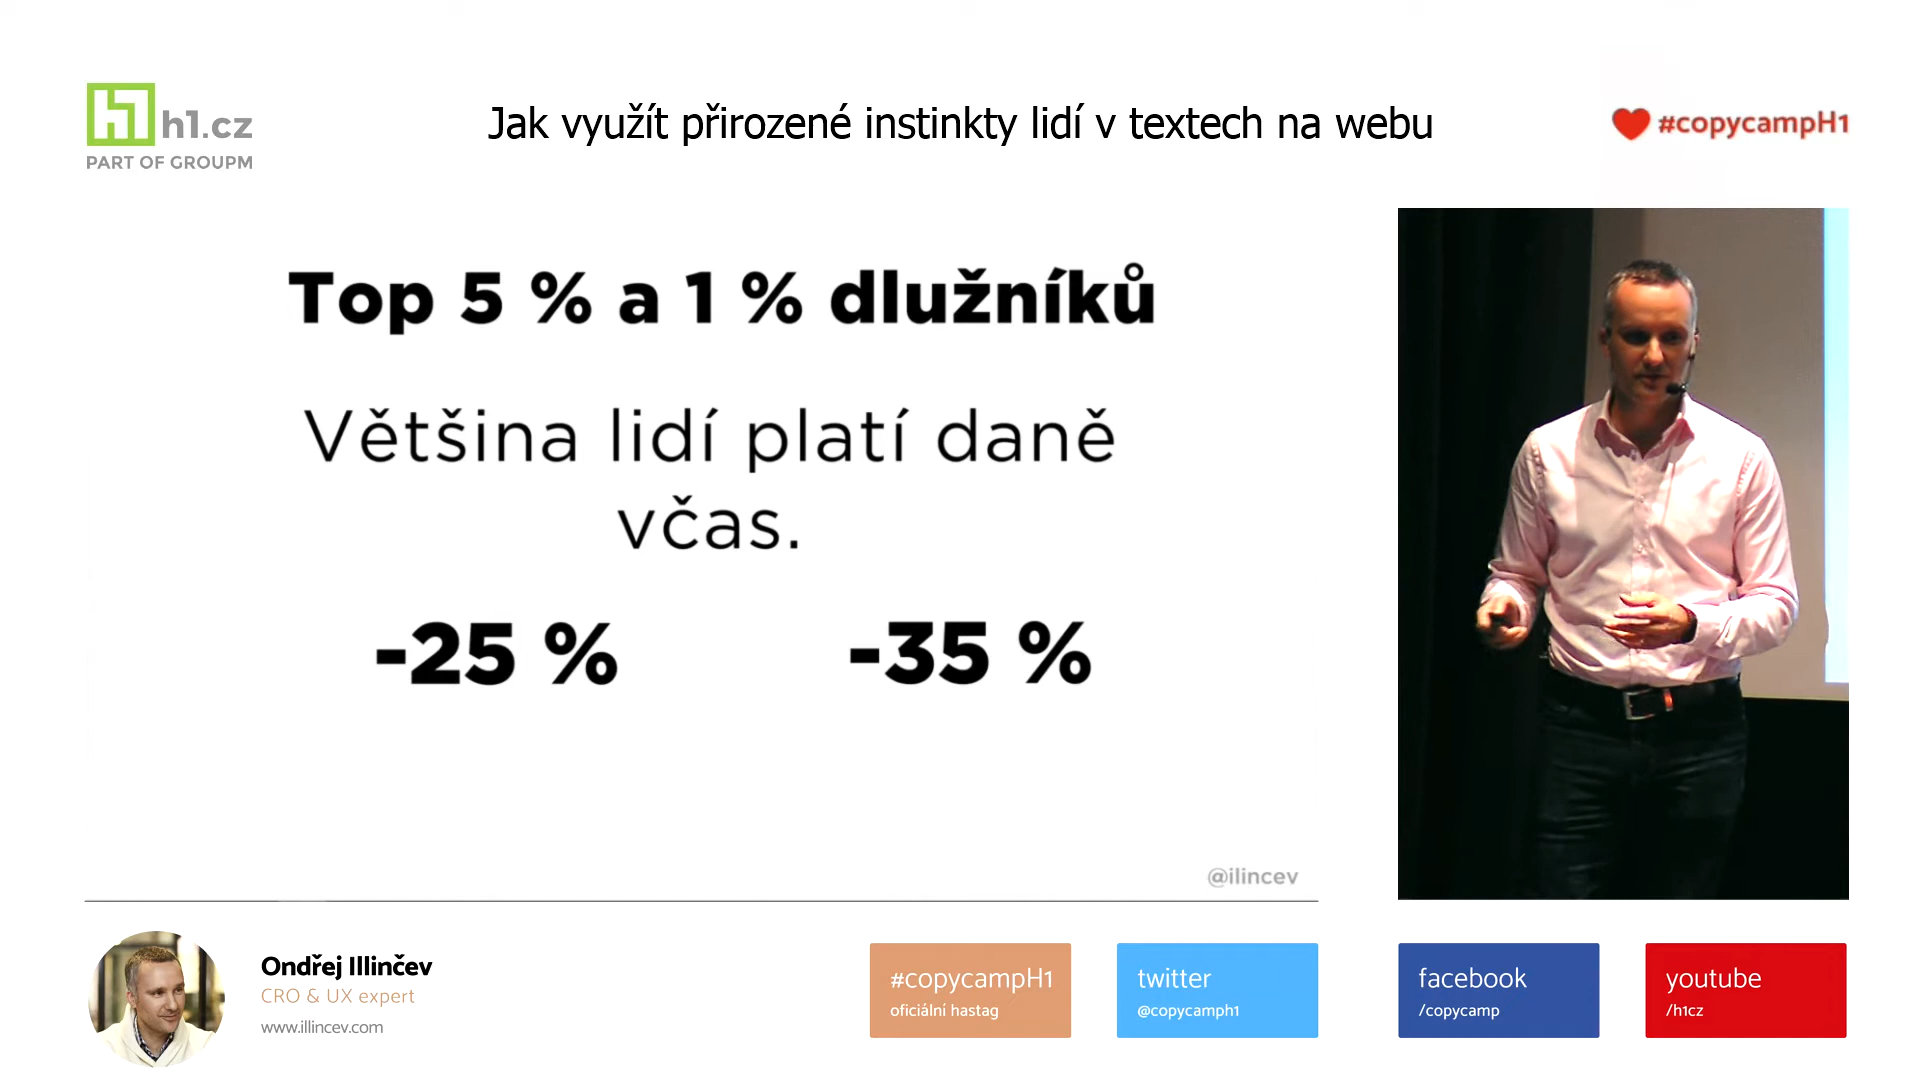 h1.cz
PART OF GROUPM
Jak využít přirozené instinkty lidí v textech na webu
#copycampH1
Top 5 % a 1 % dlužníků
Většina lidí platí daně
včas.
-25 % -35 %
@ilincev
Ondřej Illinčev
CRO & UX expert
www.illincev.com
#copycampH1
oficiální hastag
twitter
@copycamph1
facebook
/copycamp
youtube
/h1cz